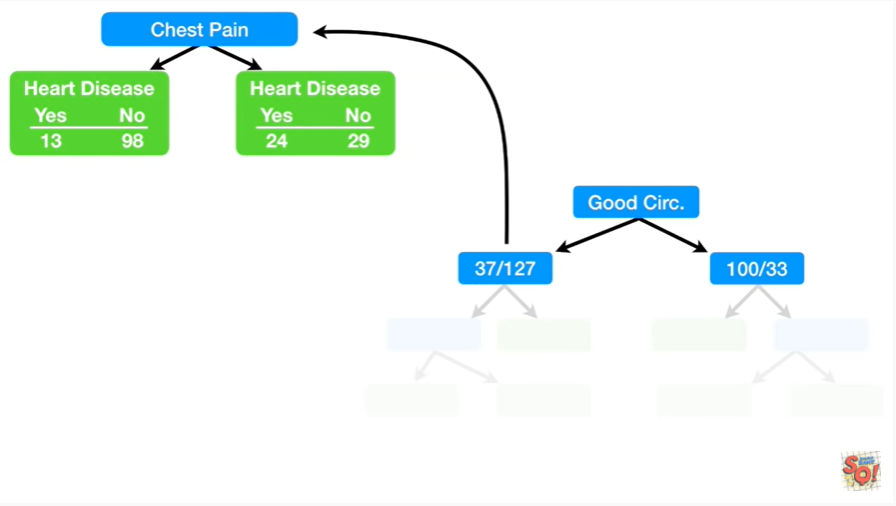 Chest Pain
Heart Disease
Yes No
13 98
Heart Disease
Yes No
24 29
Good Circ.
37/127
100/33
SQ!